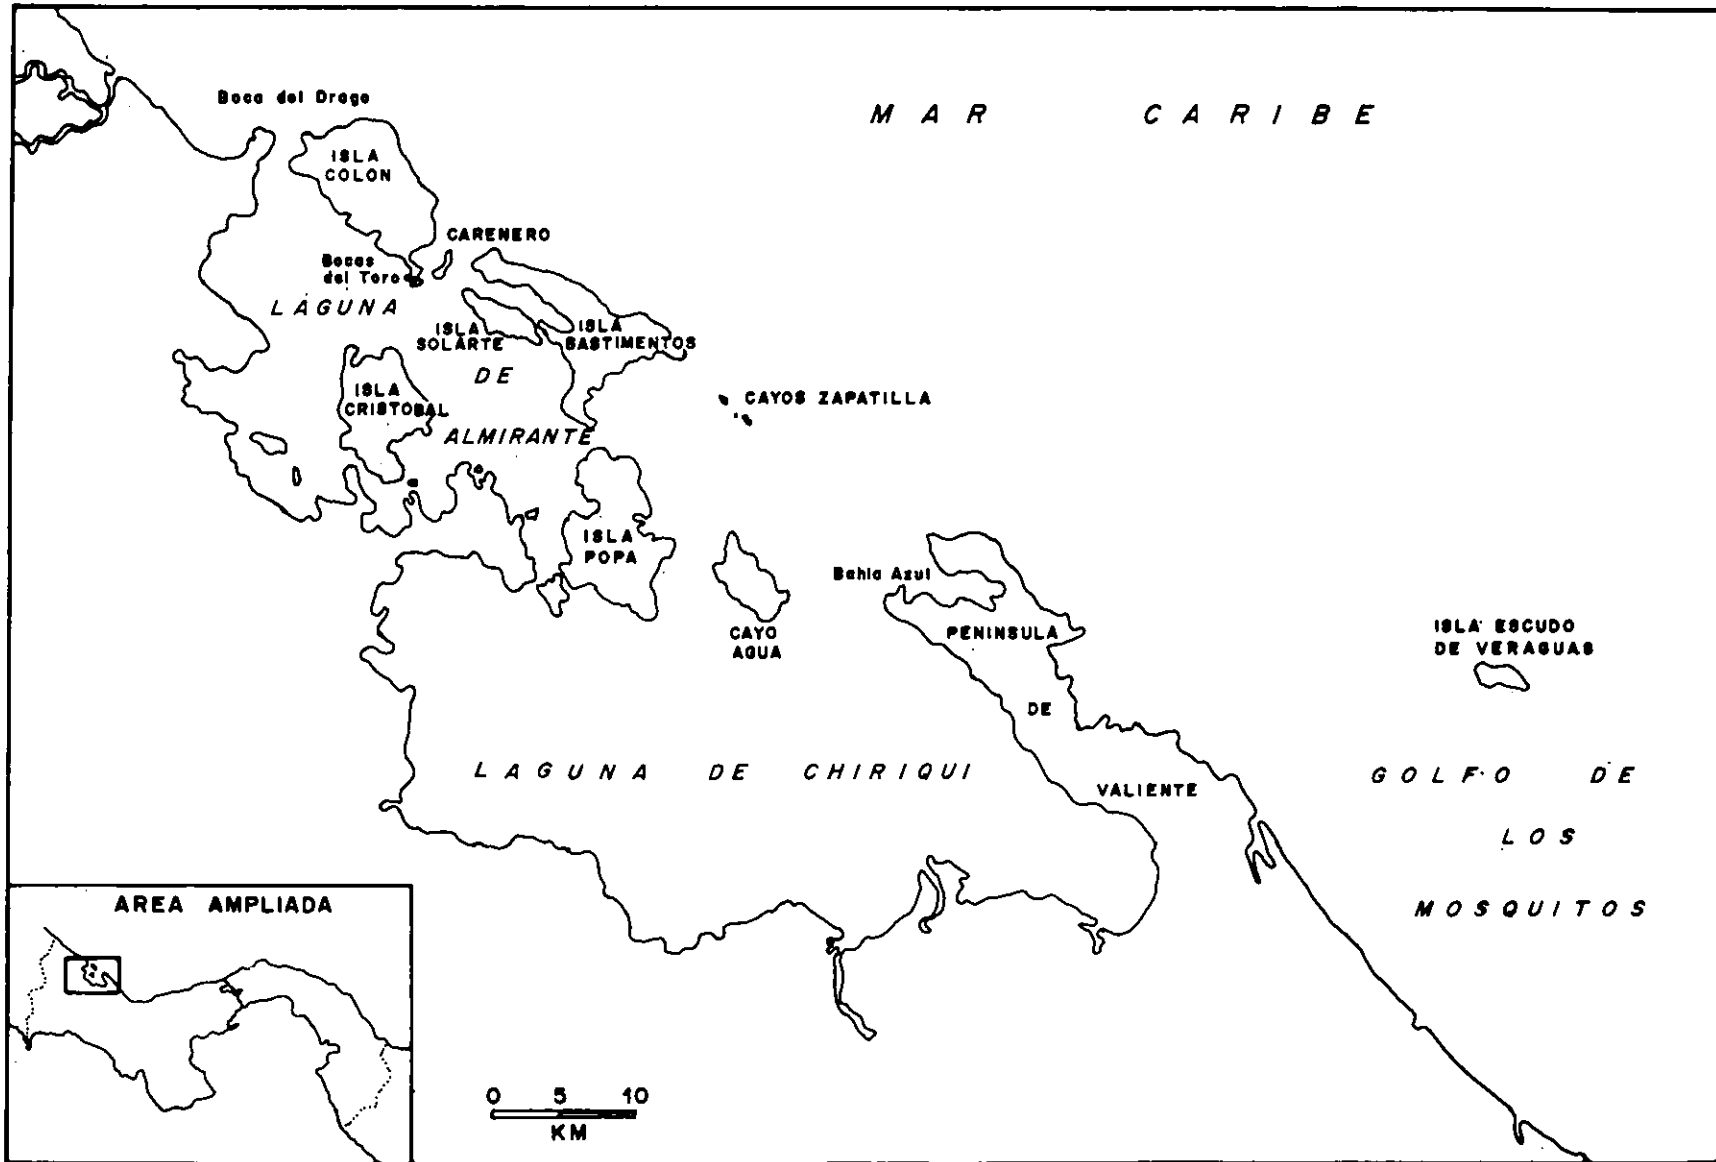 Boca del Drago
MAR CARIBE
ISLA
COLON
CARENERO
Bocas
del Toro
LAGUNA
ISLA
SOLARTE
ISLA
BASTIMENTOS
DE
ISLA
CRISTOBAL
CAYOS ZAPATILLA
ALMIRANTE
ISLA
POPA
Bahia Azul
CAYO
AGUA
PENINSULA
DE
VALIENTE
ISLA ESCUDO
DE VERAGUAS
LAGUNA DE CHIRIQUI
GOLFO DE
LOS
MOSQUITOS
AREA AMPLIADA
0 5 10
KM